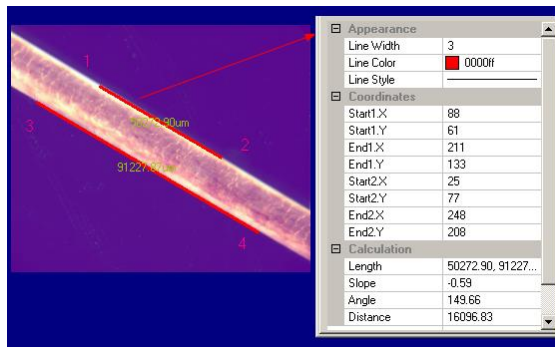 1
50272.90um
2
3
91227.67um
4
Appearance
Line Width 3
Line Color 0000ff
Line Style
Coordinates
Start1.X 88
Start1.Y 61
End1.X 211
End1.Y 133
Start2.X 25
Start2.Y 77
End2.X 248
End2.Y 208
Calculation
Length 50272.90, 91227...
Slope -0.59
Angle 149.66
Distance 16096.83